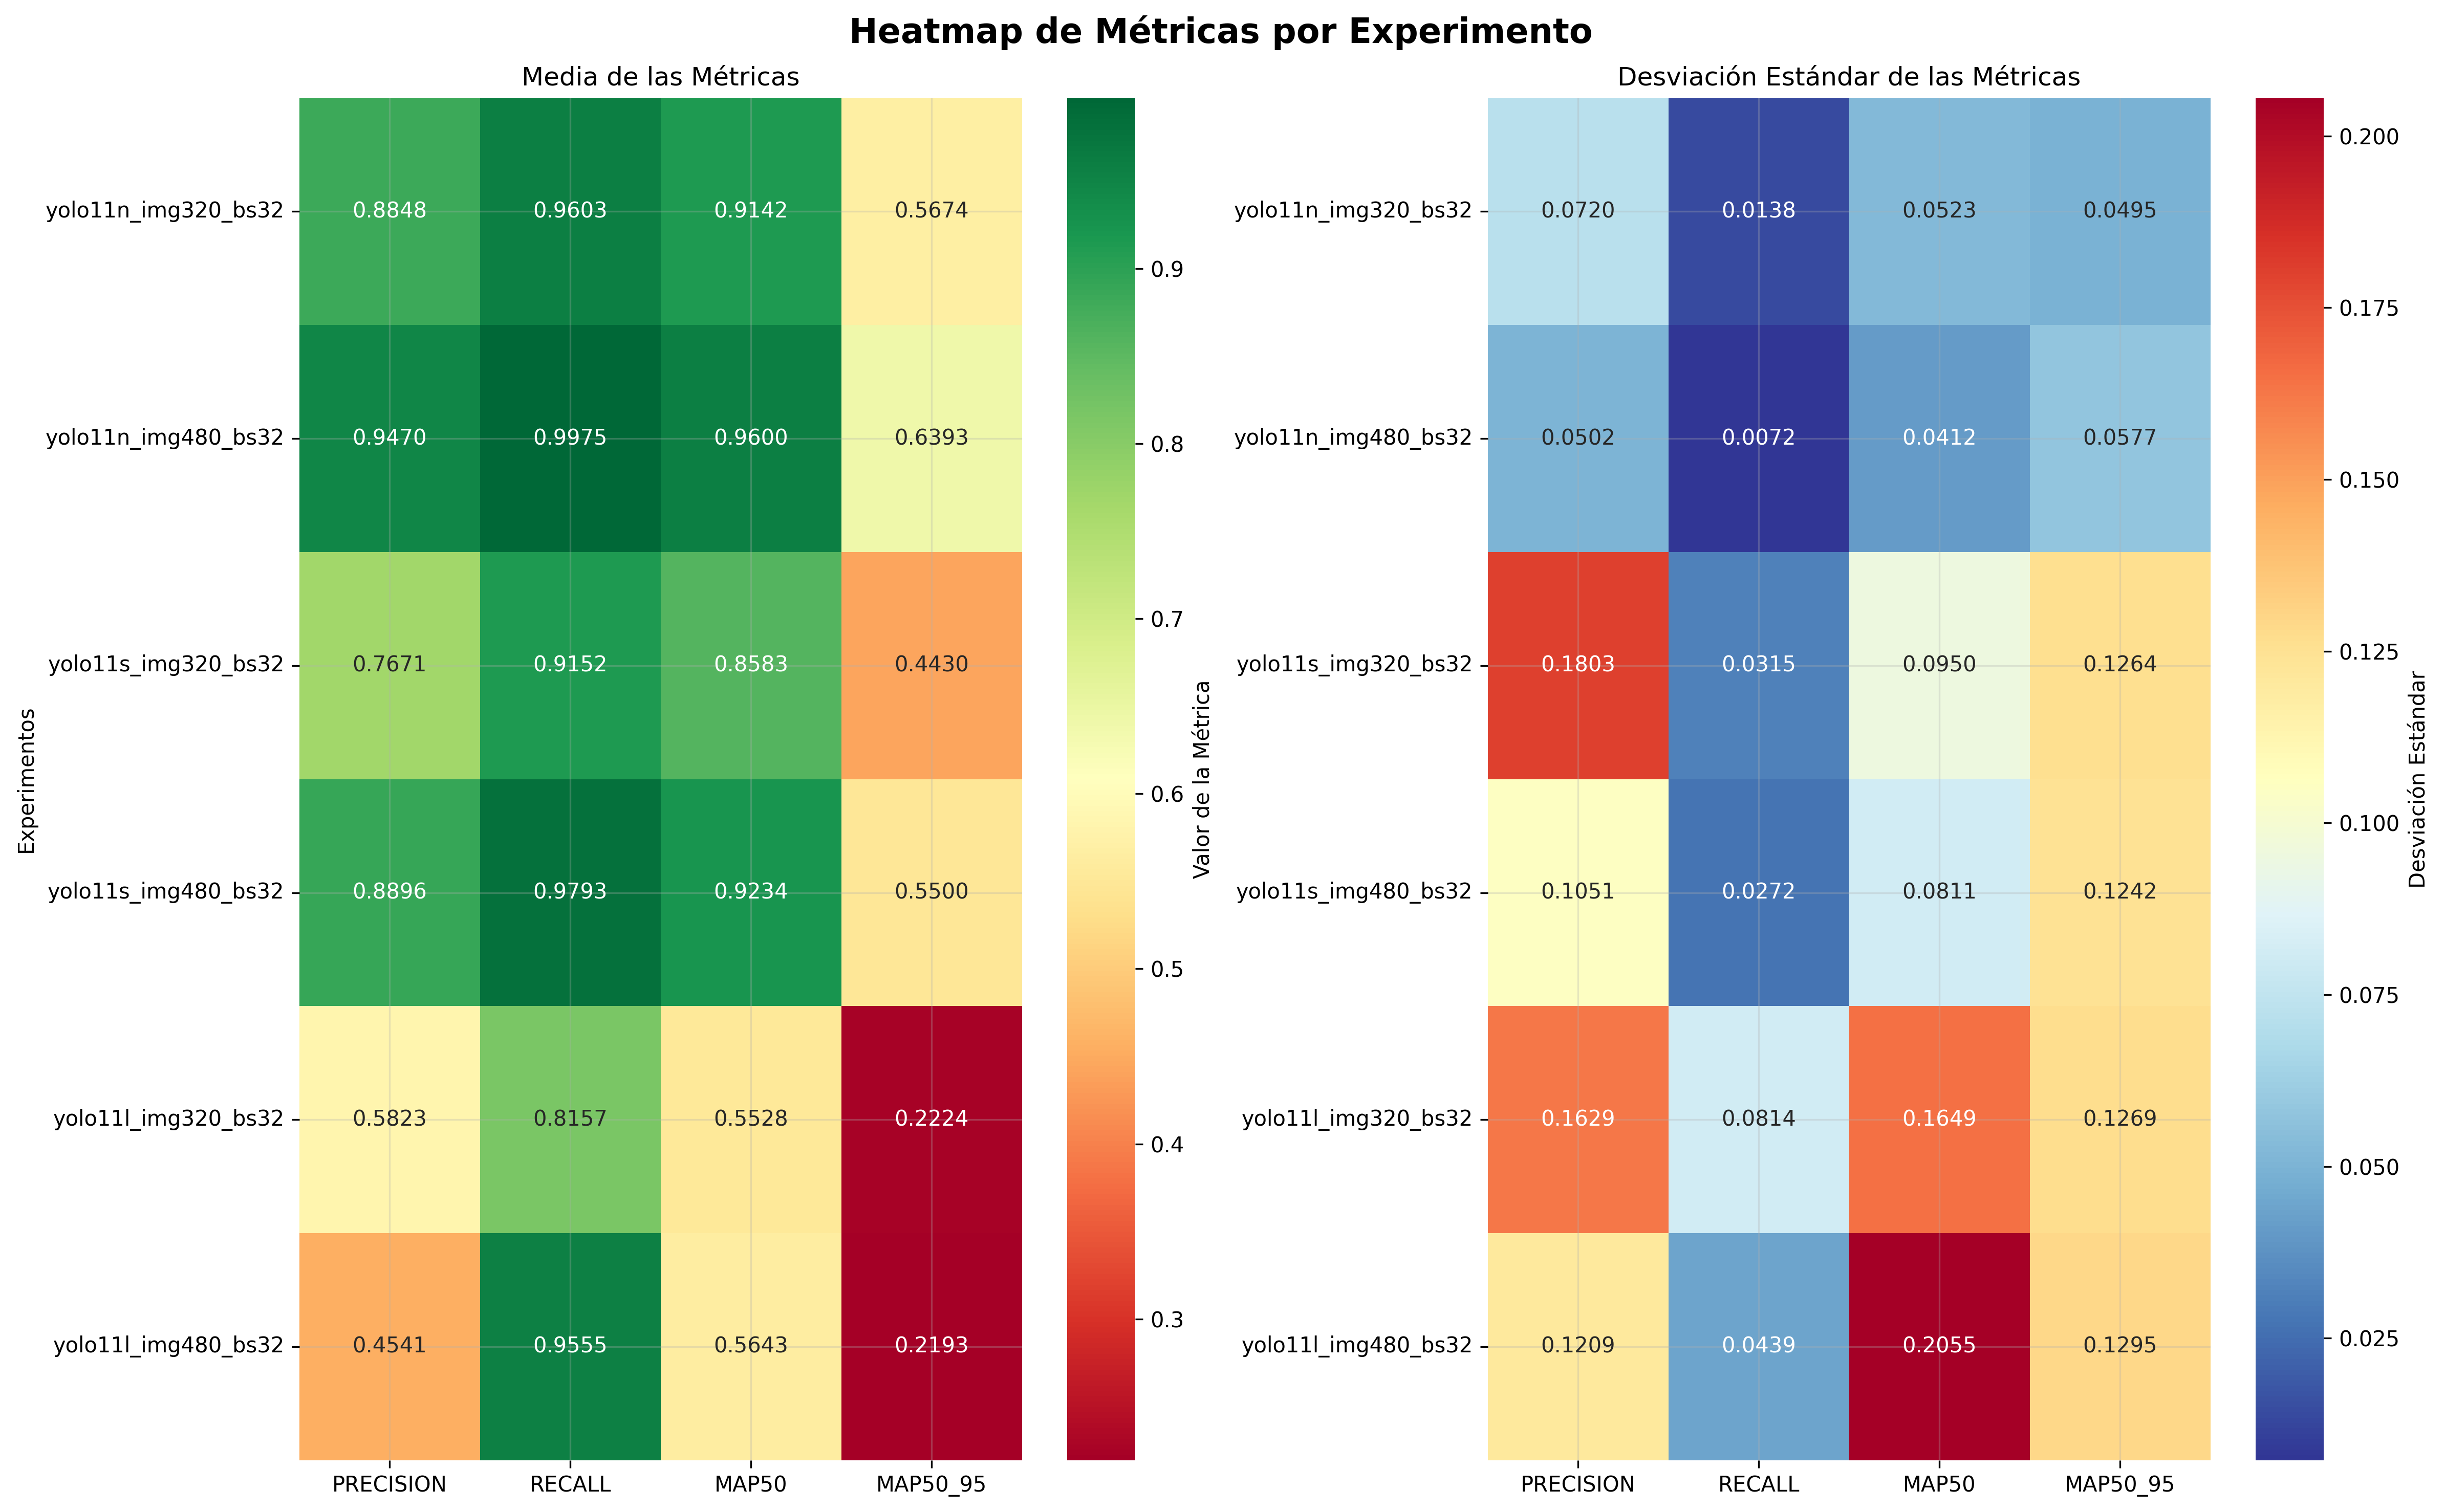 Heatmap de Métricas por Experimento
Media de las Métricas
Experimentos
yolo11n_img320_bs32 0.8848 0.9603 0.9142 0.5674
yolo11n_img480_bs32 0.9470 0.9975 0.9600 0.6393
yolo11s_img320_bs32 0.7671 0.9152 0.8583 0.4430
yolo11s_img480_bs32 0.8896 0.9793 0.9234 0.5500
yolo11l_img320_bs32 0.5823 0.8157 0.5528 0.2224
yolo11l_img480_bs32 0.4541 0.9555 0.5643 0.2193
PRECISION RECALL MAP50 MAP50_95
0.9
0.8
0.7
0.6
0.5
0.4
0.3
Valor de la Métrica
Desviación Estándar de las Métricas
yolo11n_img320_bs32 0.0720 0.0138 0.0523 0.0495
yolo11n_img480_bs32 0.0502 0.0072 0.0412 0.0577
yolo11s_img320_bs32 0.1803 0.0315 0.0950 0.1264
yolo11s_img480_bs32 0.1051 0.0272 0.0811 0.1242
yolo11l_img320_bs32 0.1629 0.0814 0.1649 0.1269
yolo11l_img480_bs32 0.1209 0.0439 0.2055 0.1295
PRECISION RECALL MAP50 MAP50_95
0.200
0.175
0.150
0.125
0.100
0.075
0.050
0.025
Desviación Estándar